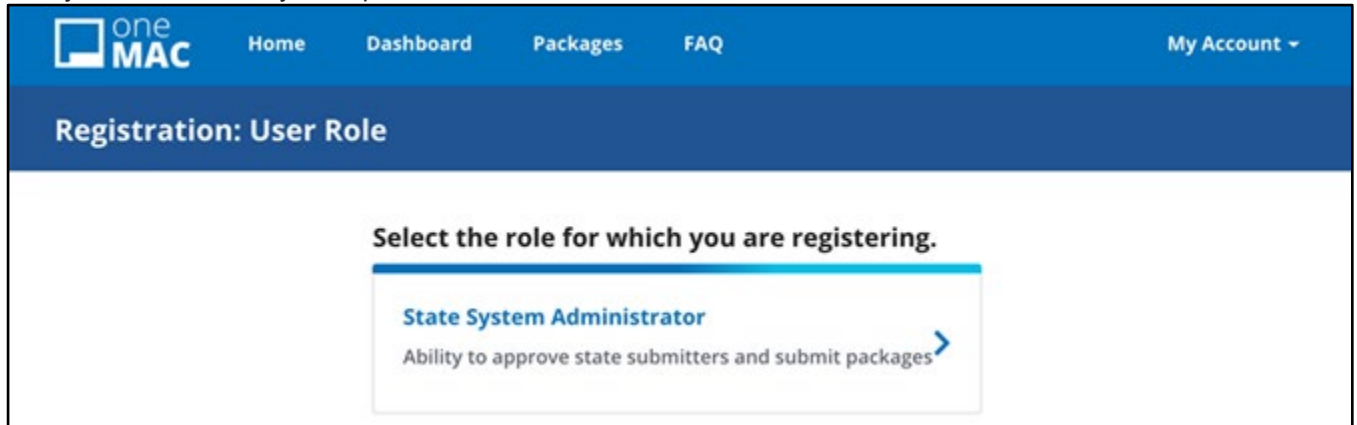 one
MAC
Home Dashboard Packages FAQ My Account
Registration: User Role
Select the role for which you are registering.
State System Administrator
Ability to approve state submitters and submit packages